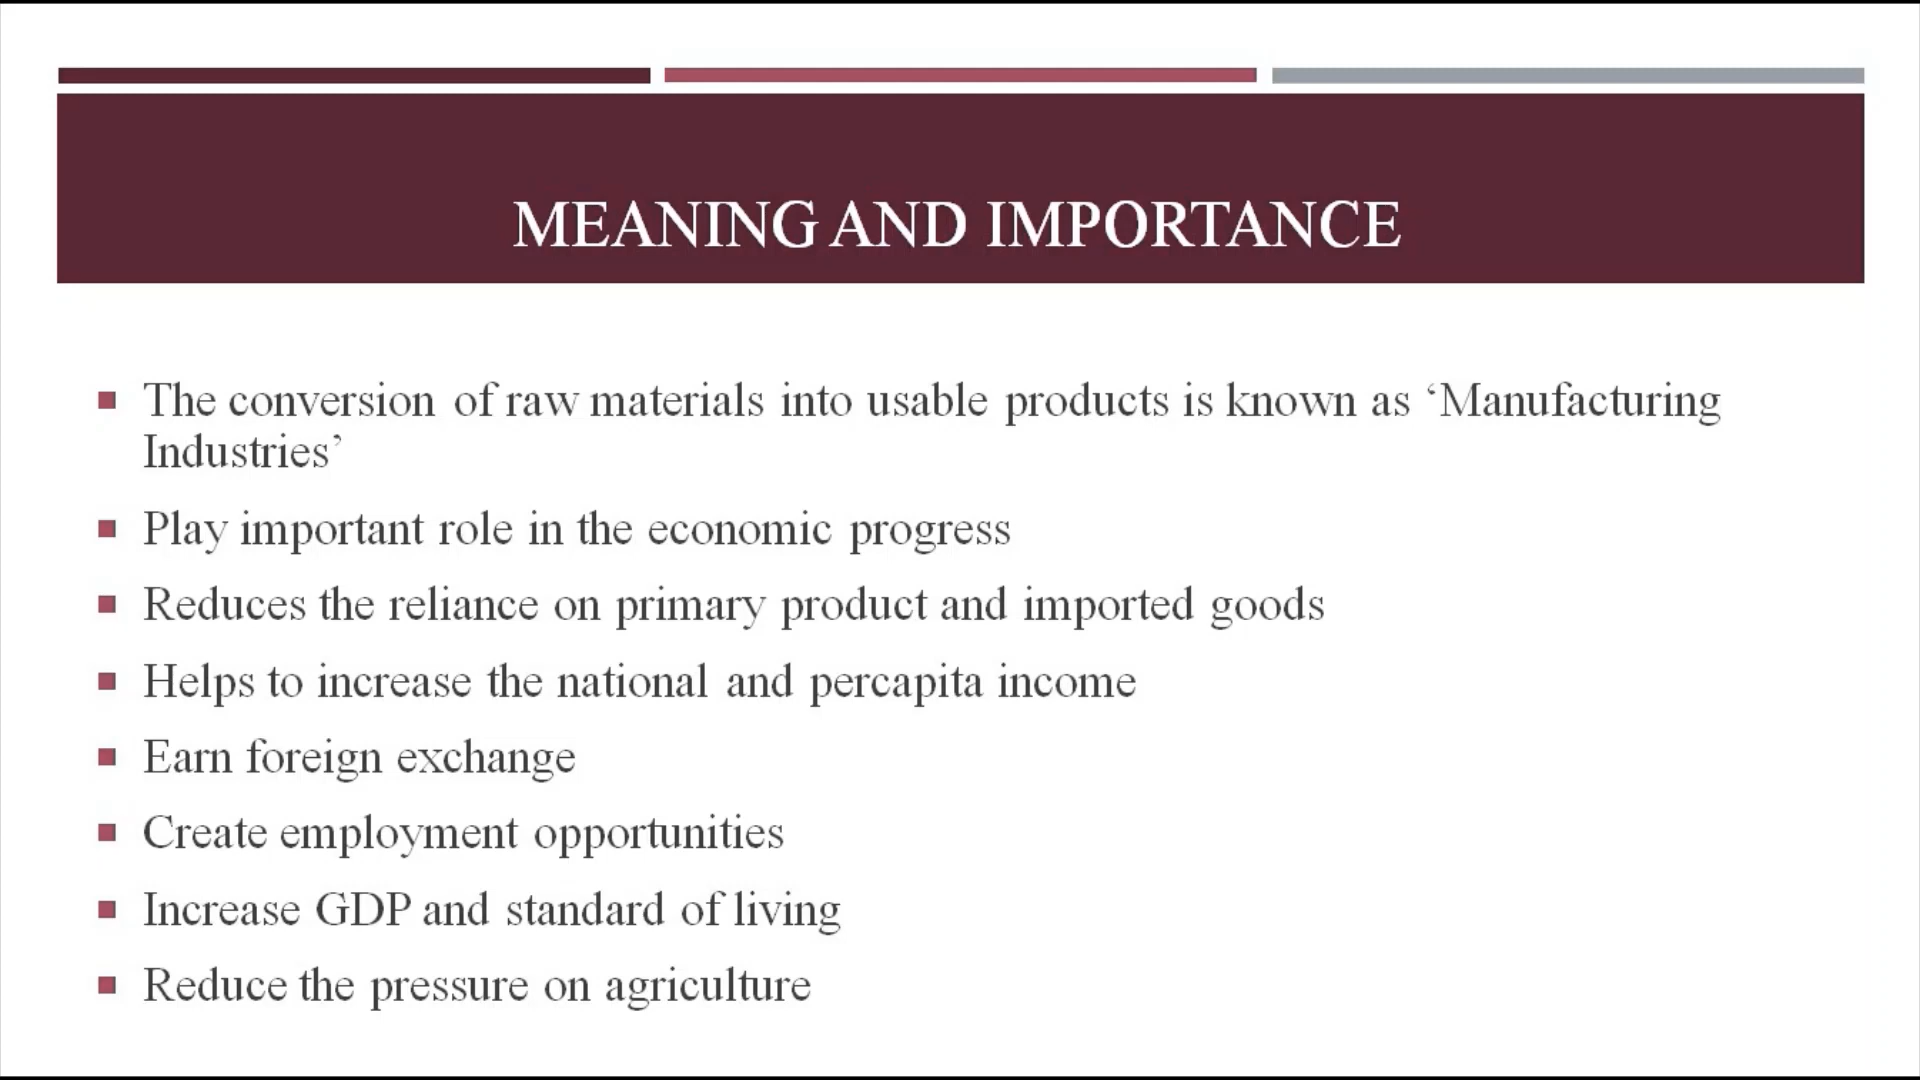 MEANING AND IMPORTANCE
The conversion of raw materials into usable products is known as ‘Manufacturing
Industries’
Play important role in the economic progress
Reduces the reliance on primary product and imported goods
Helps to increase the national and percapita income
Earn foreign exchange
Create employment opportunities
Increase GDP and standard of living
Reduce the pressure on agriculture